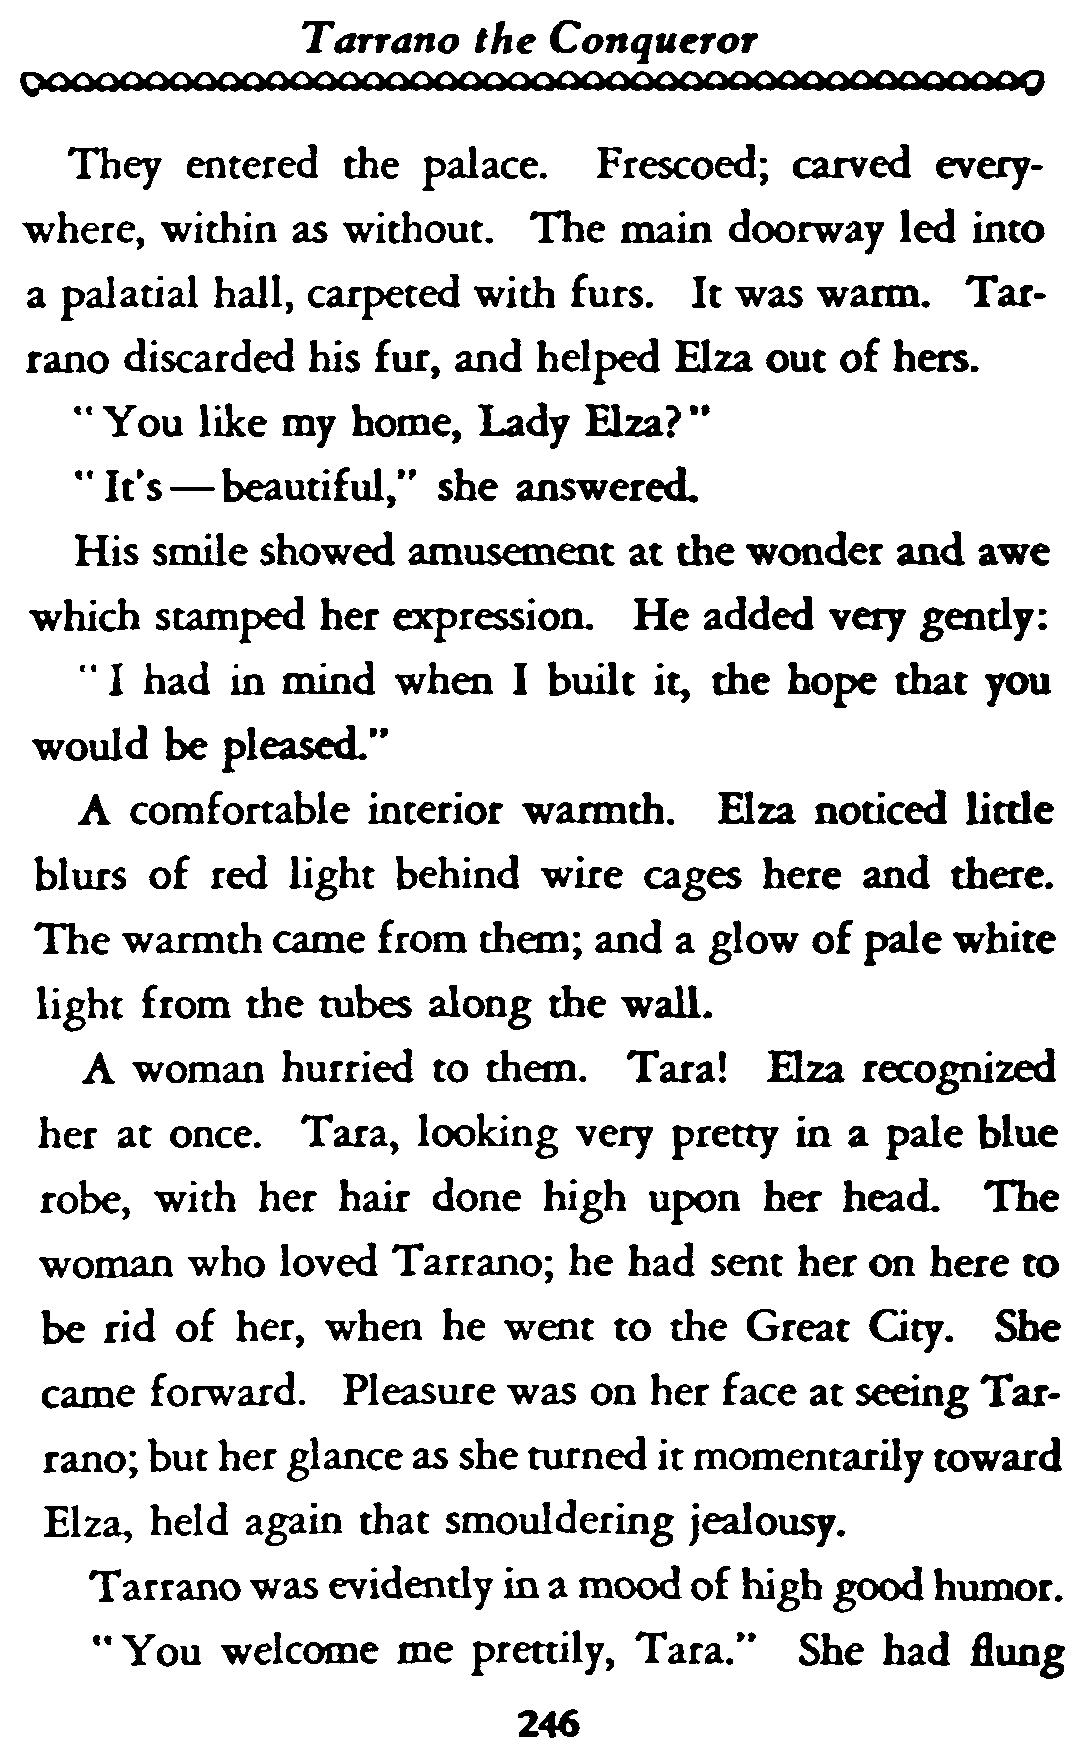 Tarrano the Conqueror
They entered the palace. Frescoed; carved every-
where, within as without. The main doorway led into
a palatial hall, carpeted with furs. It was warm. Tar-
rano discarded his fur, and helped Elza out of hers.
"You like my home, Lady Elza?"
"It's—beautiful," she answered.
His smile showed amusement at the wonder and awe
which stamped her expression. He added very gently:
"I had in mind when I built it, the hope that you
would be pleased."
A comfortable interior warmth. Elza noticed little
blurs of red light behind wire cages here and there.
The warmth came from them; and a glow of pale white
light from the tubes along the wall.
A woman hurried to them. Tara! Elza recognized
her at once. Tara, looking very pretty in a pale blue
robe, with her hair done high upon her head. The
woman who loved Tarrano; he had sent her on here to
be rid of her, when he went to the Great City. She
came forward. Pleasure was on her face at seeing Tar-
rano; but her glance as she turned it momentarily toward
Elza, held again that smouldering jealousy.
Tarrano was evidently in a mood of high good humor.
"You welcome me prettily, Tara." She had flung
246